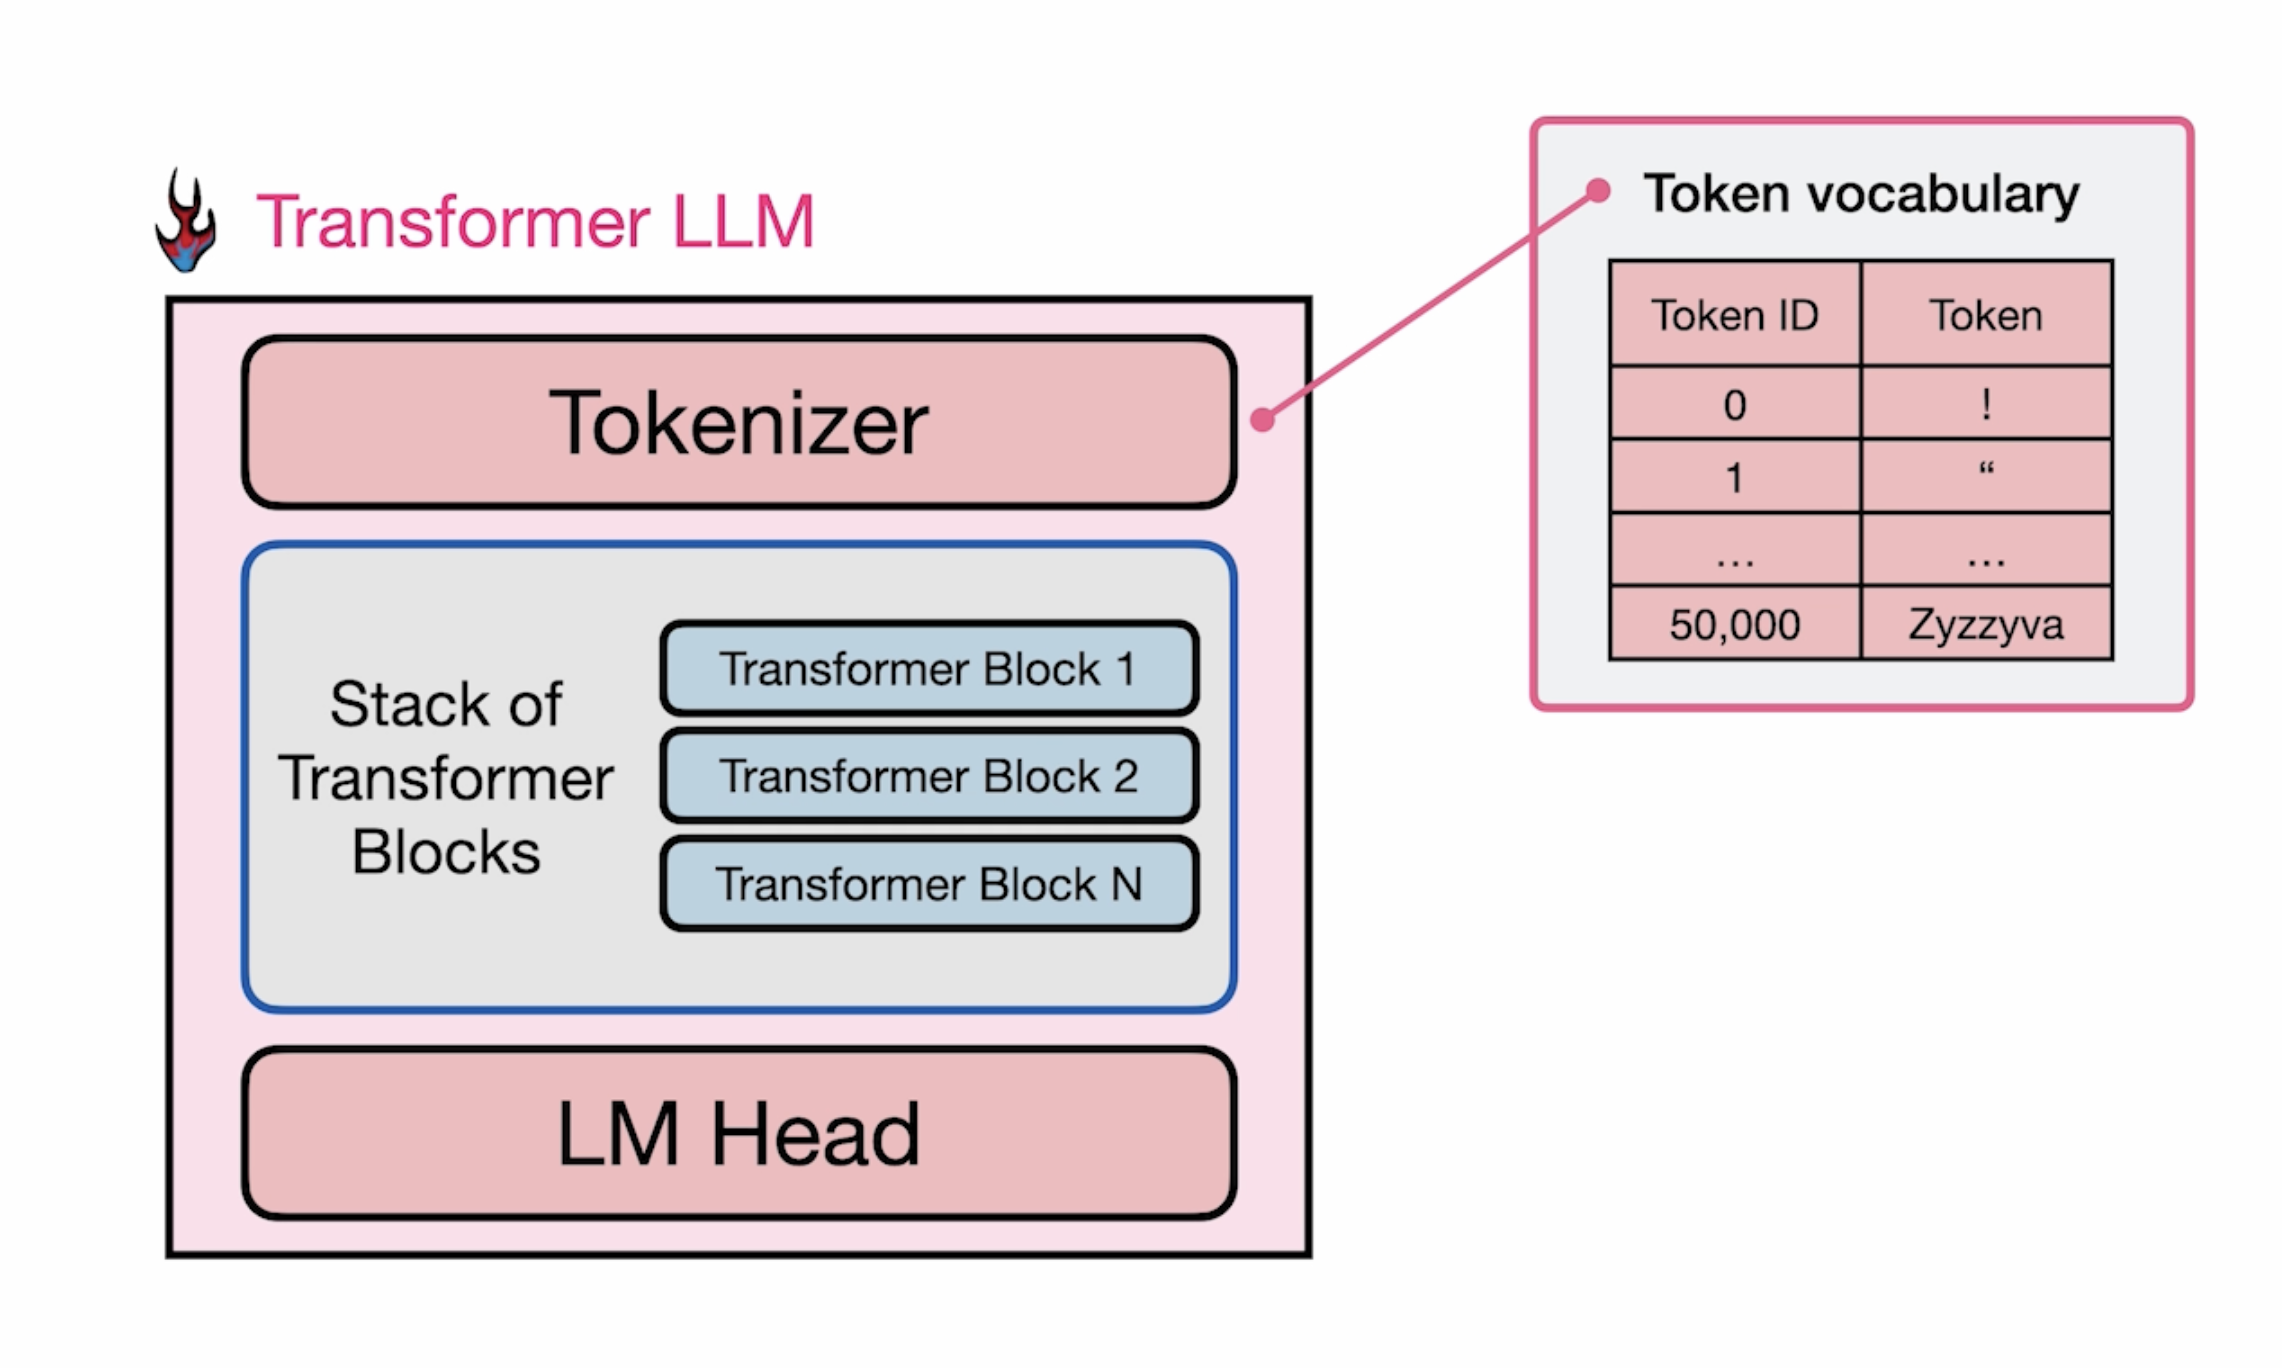 Transformer LLM
Tokenizer
Stack of
Transformer
Blocks
Transformer Block 1
Transformer Block 2
Transformer Block N
LM Head
Token vocabulary
Token ID Token
0 !
1 “
... ...
50,000 Zyzzyva